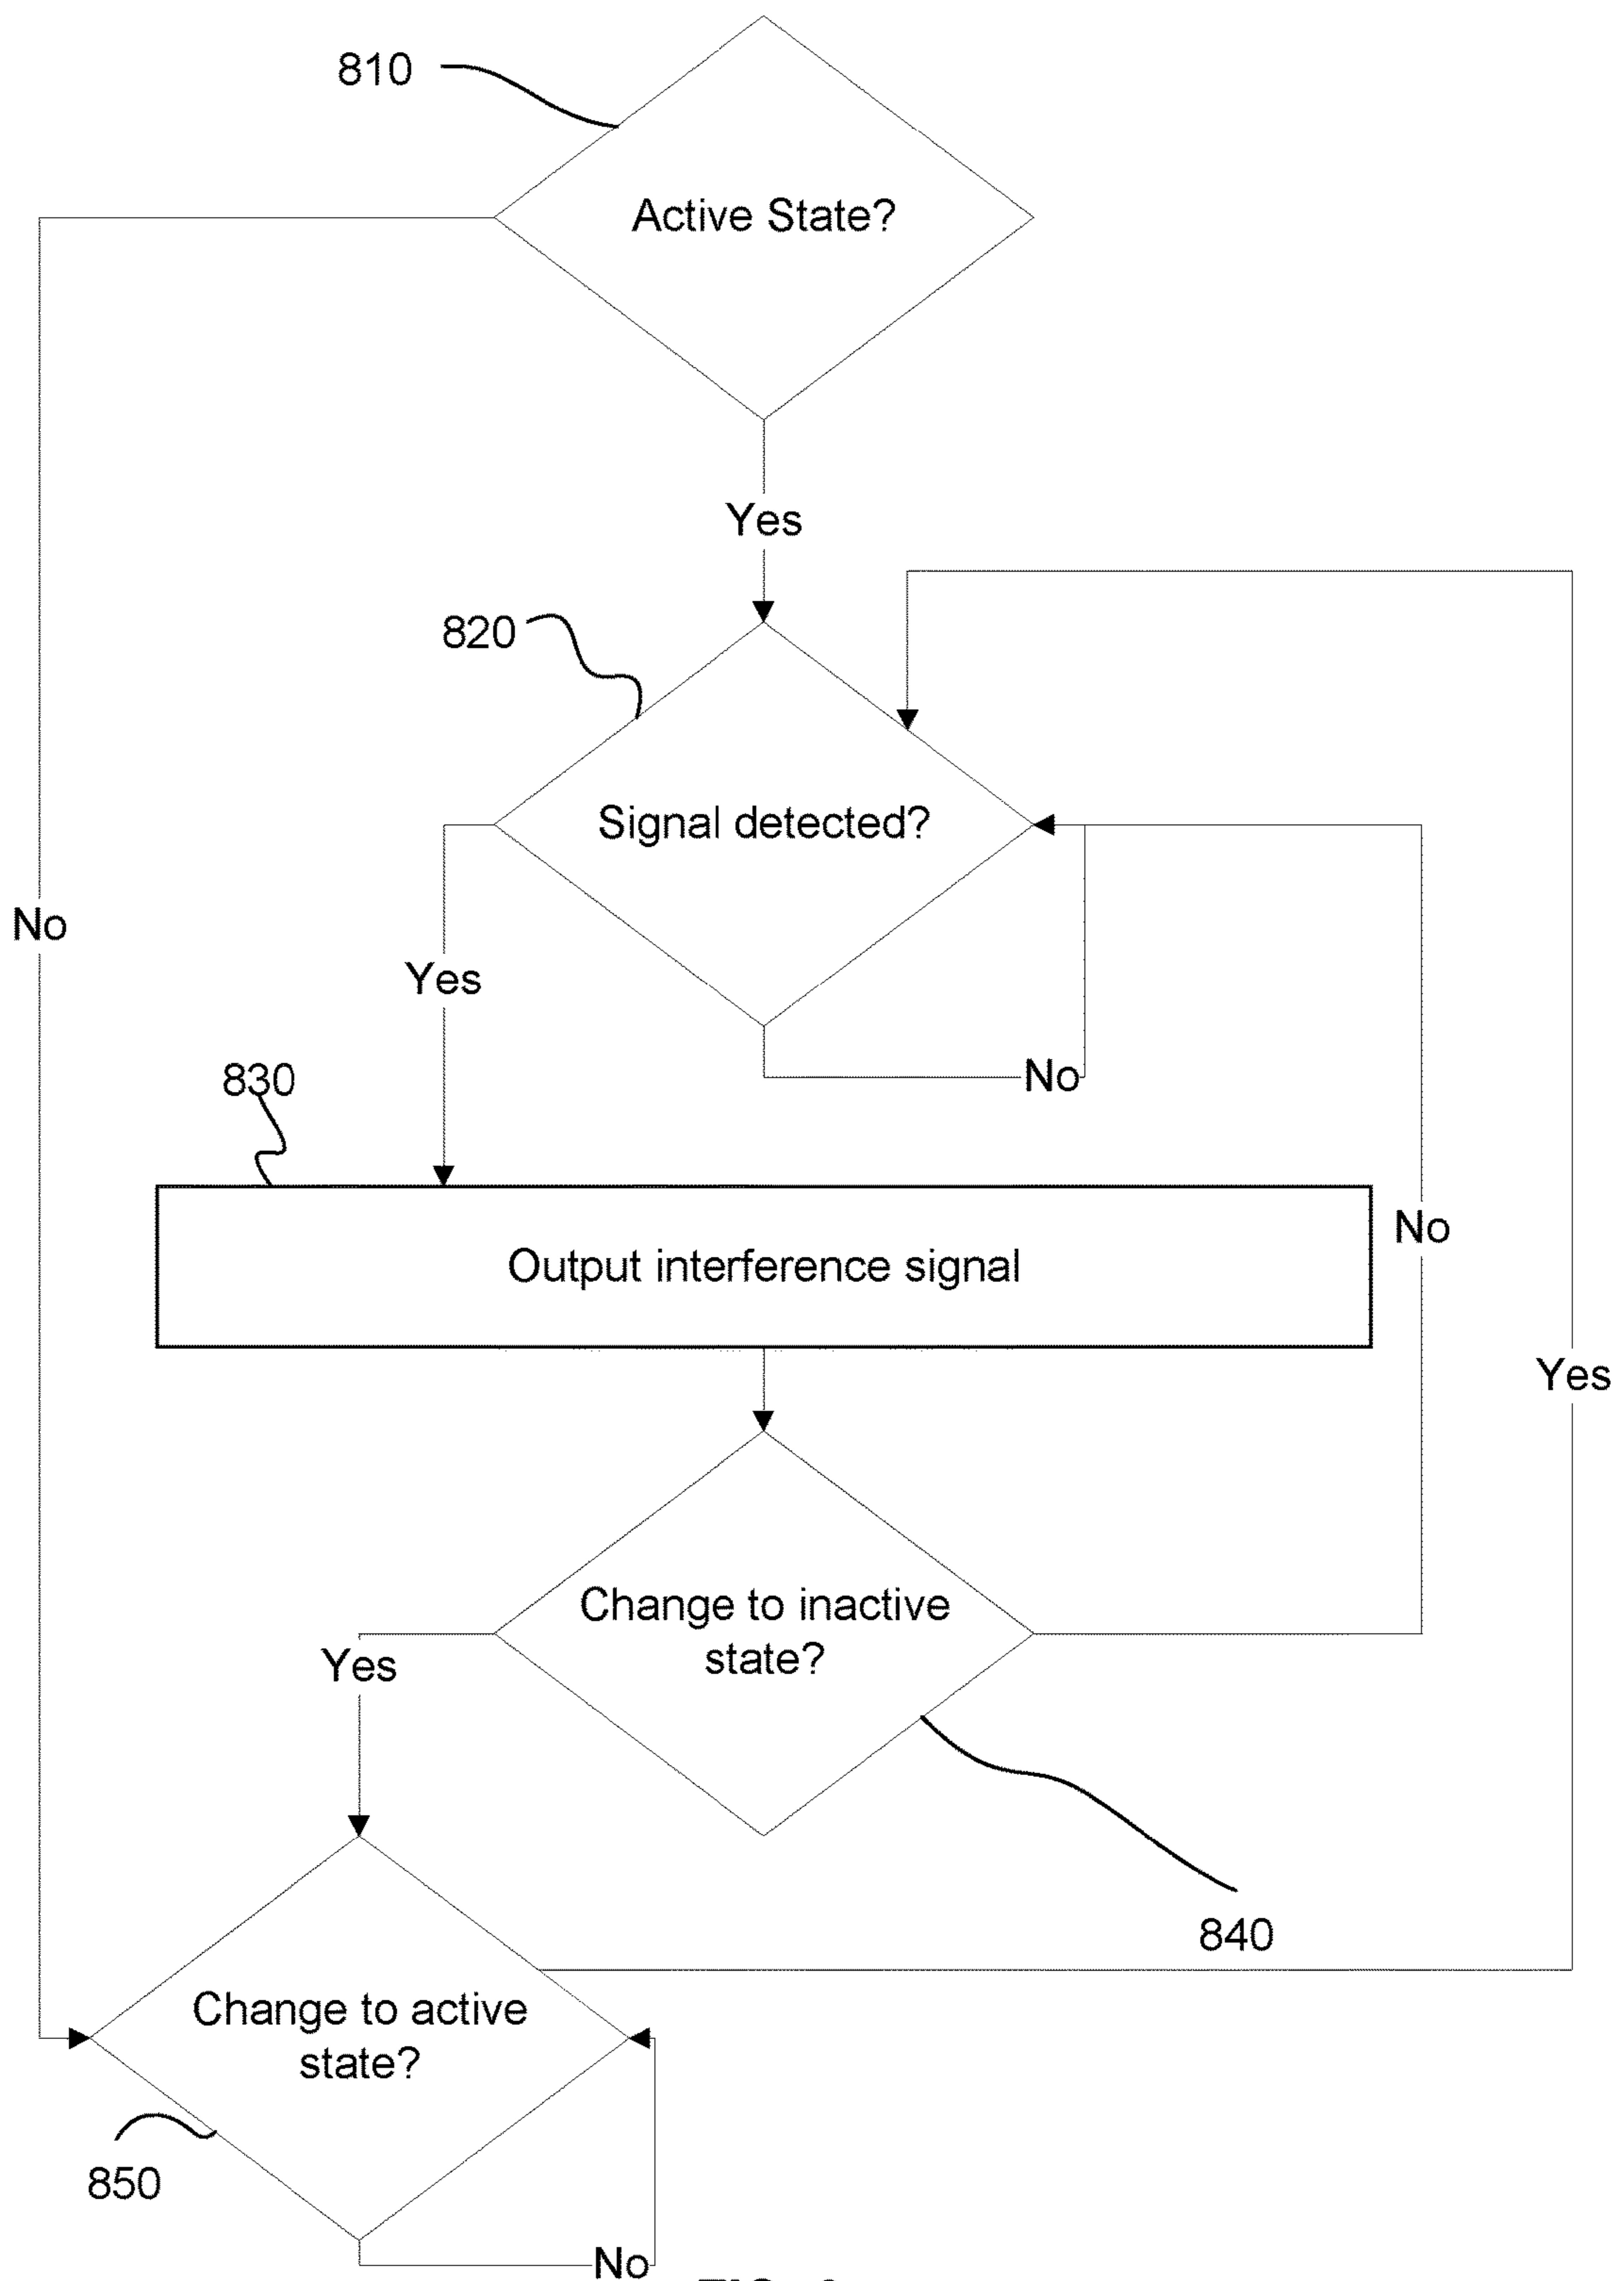 810
Active State?
Yes
820
Signal detected?
No
Yes
No
830
No
Output interference signal
Yes
Change to inactive
state?
Yes
840
Change to active
state?
850
No